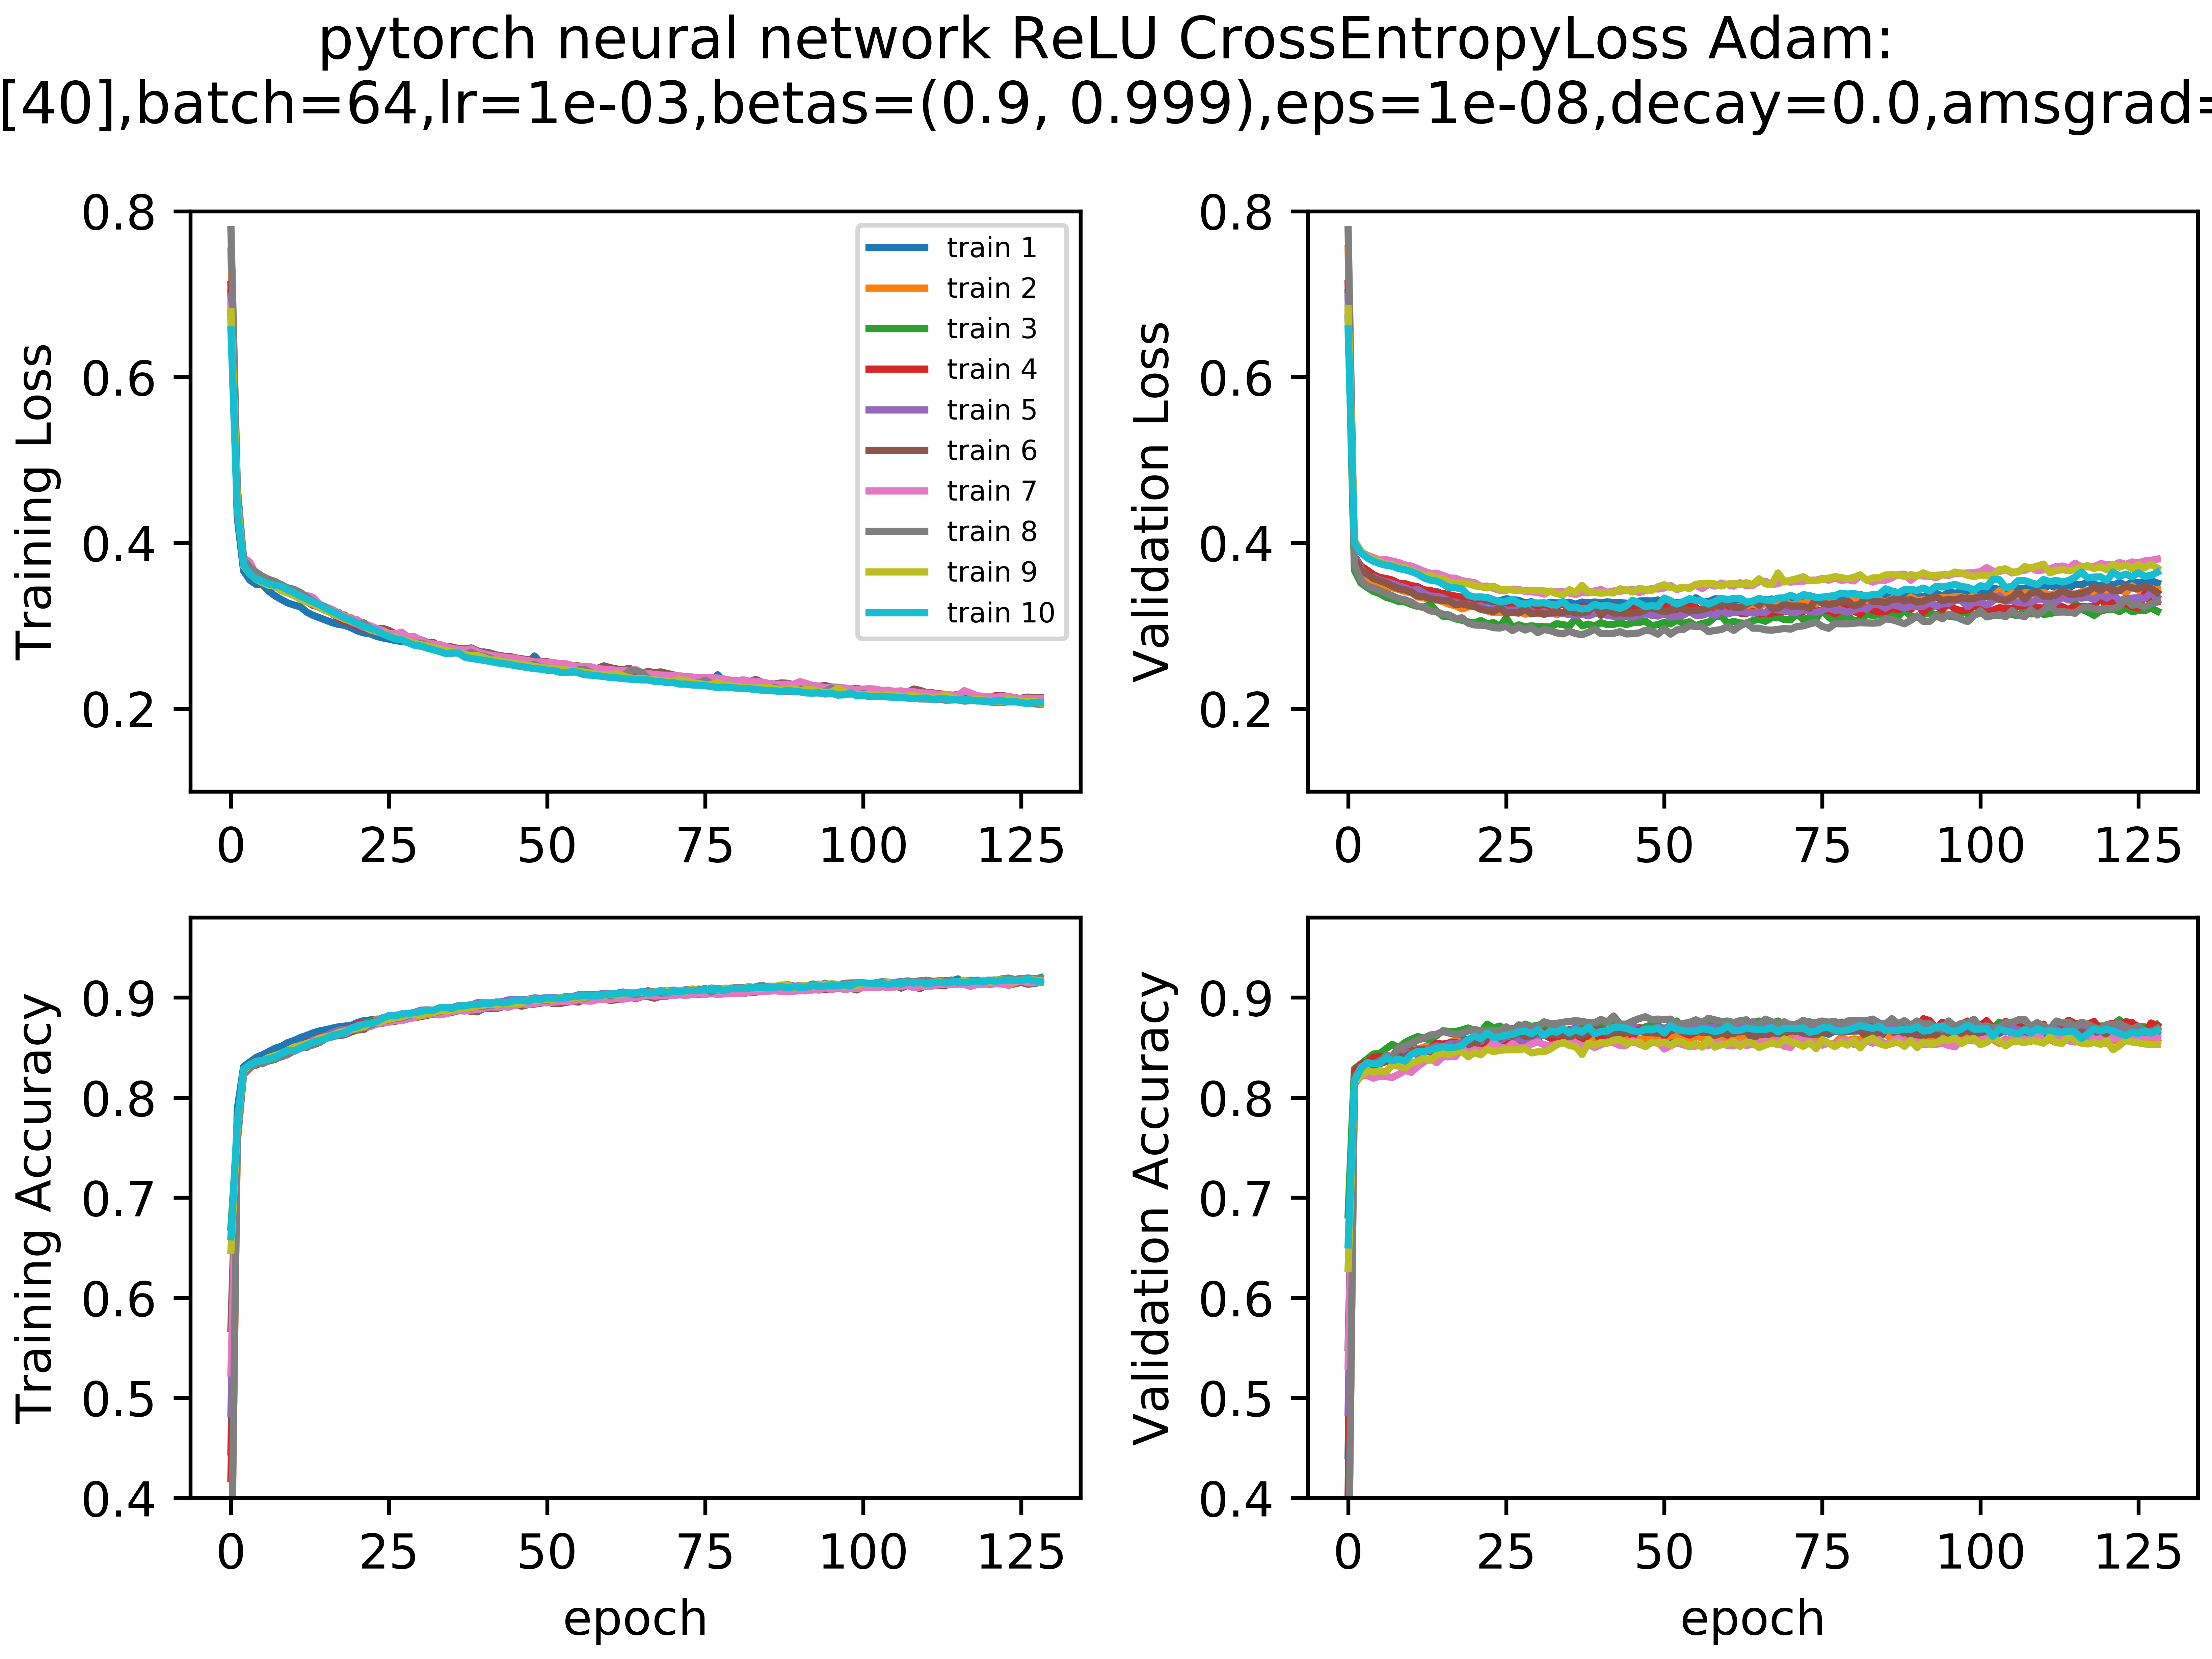 pytorch neural network ReLU CrossEntropyLoss Adam:
[40],batch=64,lr=1e-03,betas=(0.9, 0.999),eps=1e-08,decay=0.0,amsgrad=
Training Loss
0.8
0.6
0.4
0.2
0 25 50 75 100 125
train 1
train 2
train 3
train 4
train 5
train 6
train 7
train 8
train 9
train 10
Validation Loss
0.8
0.6
0.4
0.2
0 25 50 75 100 125
Training Accuracy
0.9
0.8
0.7
0.6
0.5
0.4
0 25 50 75 100 125
epoch
Validation Accuracy
0.9
0.8
0.7
0.6
0.5
0.4
0 25 50 75 100 125
epoch